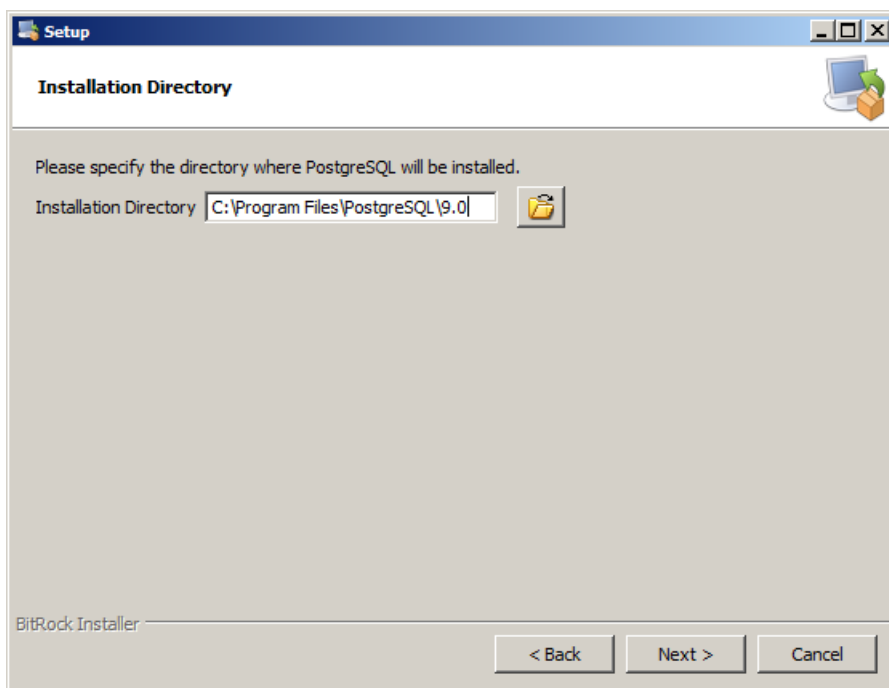 Setup
Installation Directory
Please specify the directory where PostgreSQL will be installed.
Installation Directory C:\Program Files\PostgreSQL\9.0
BitRock Installer
< Back Next > Cancel